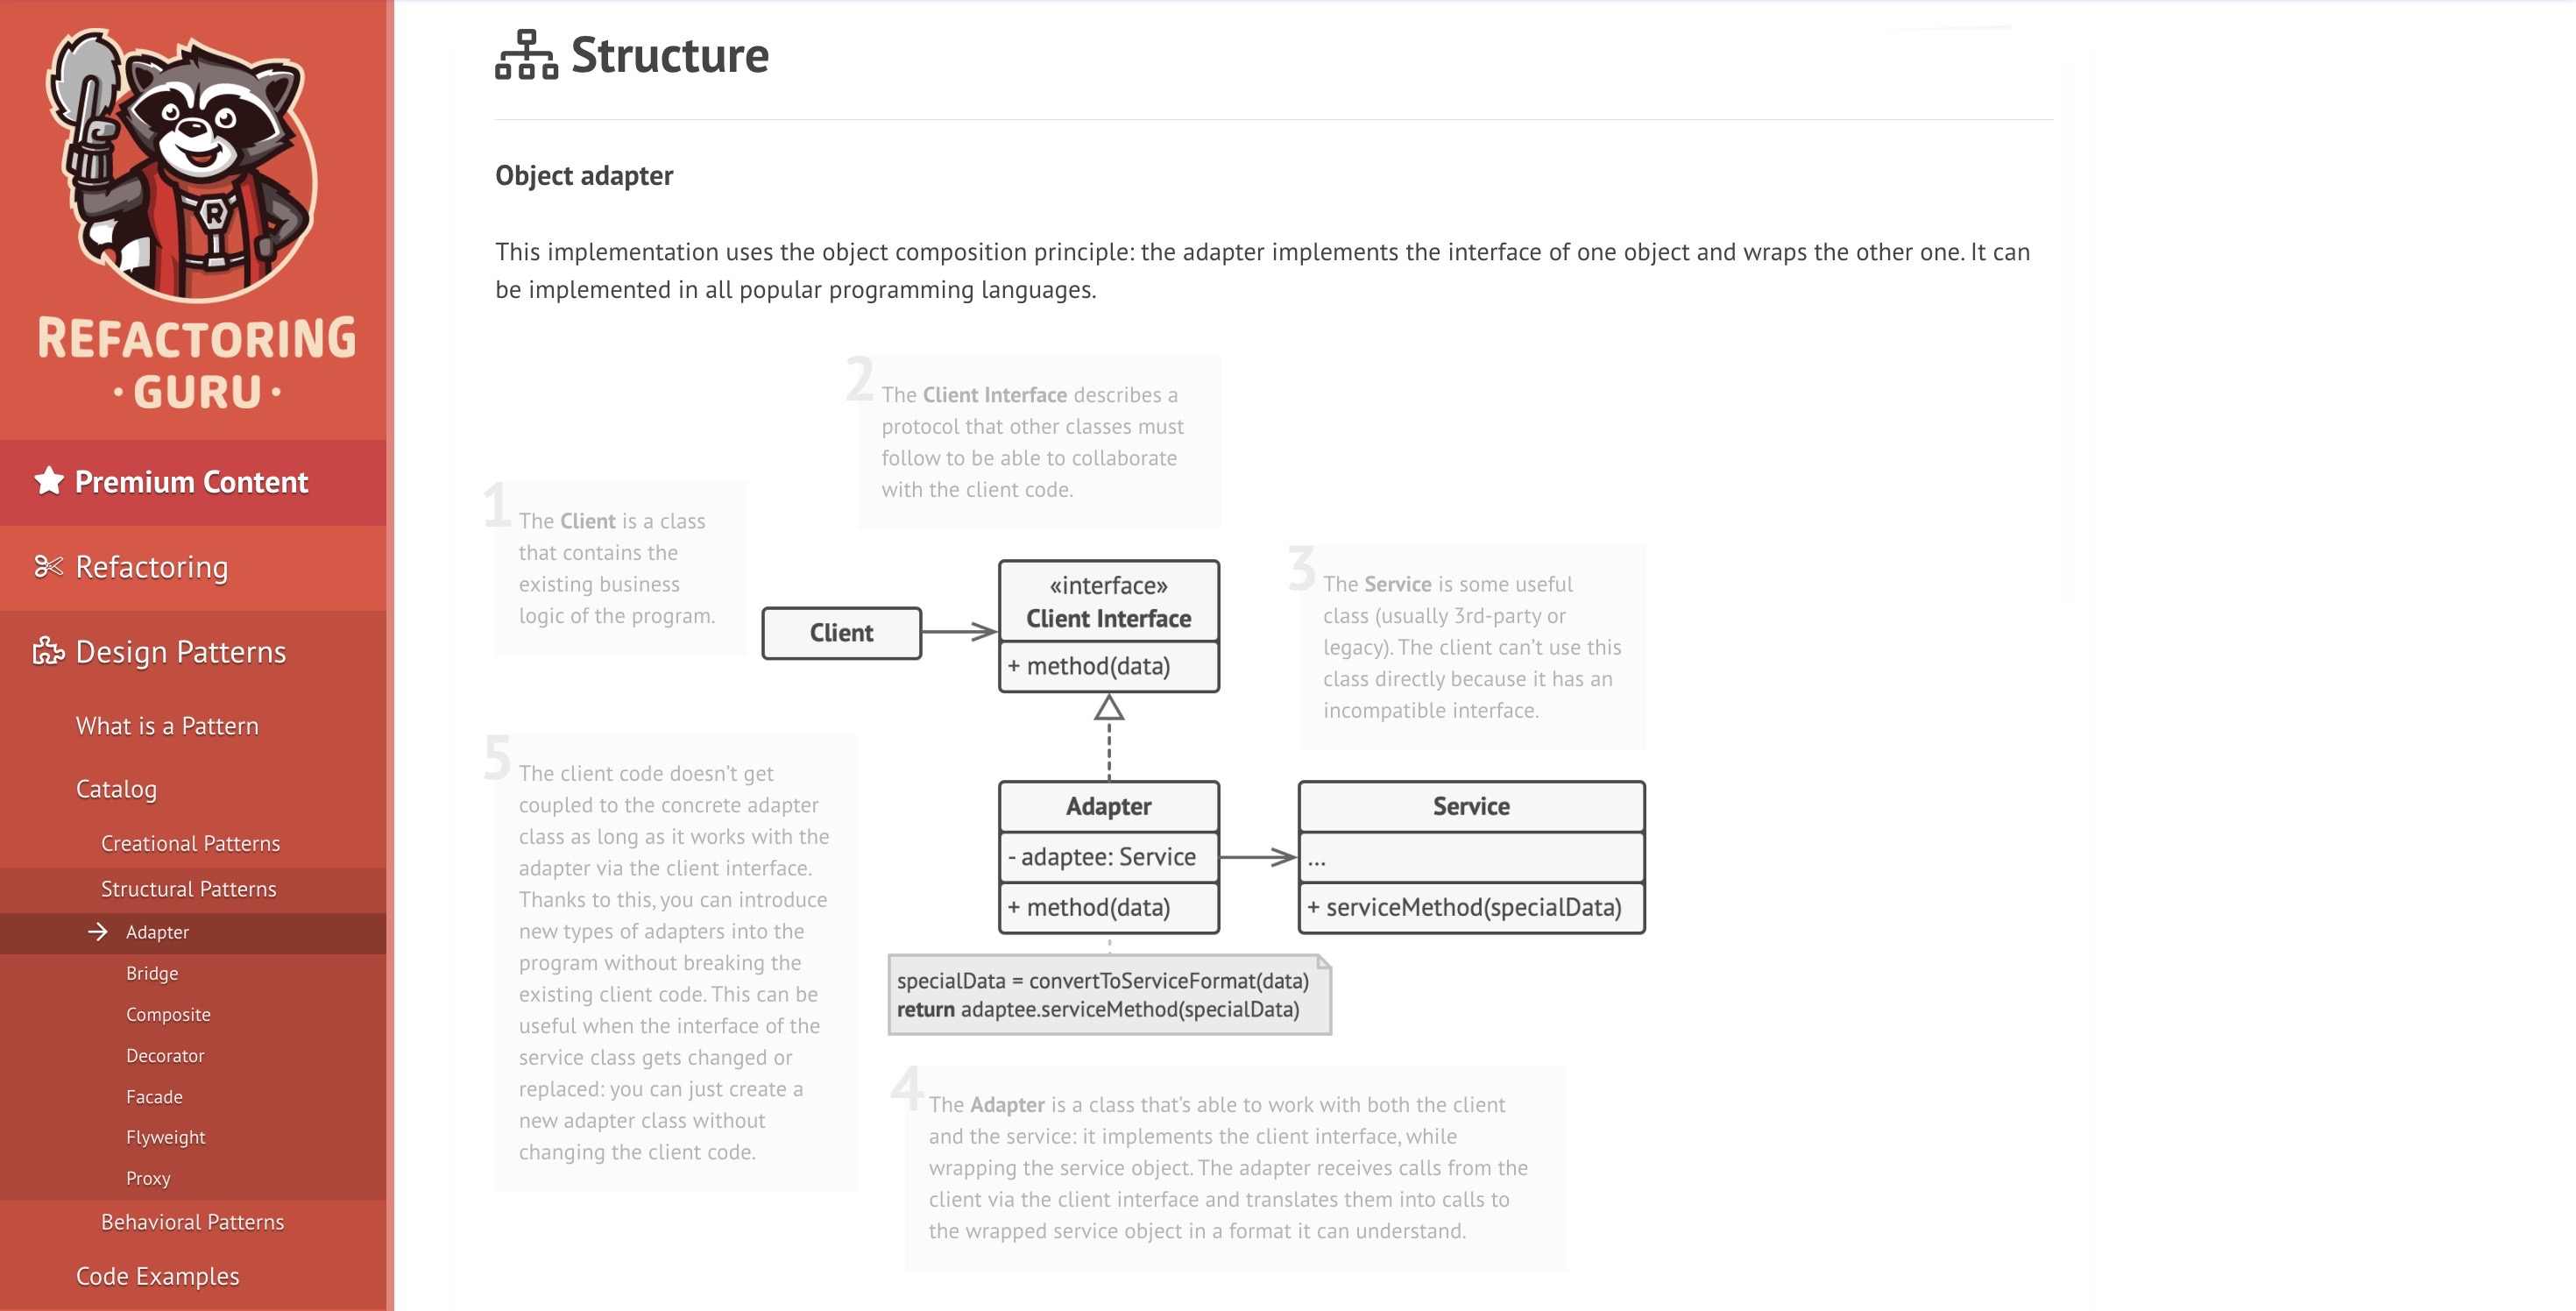 REFACTORING
· GURU ·
Premium Content
Refactoring
Design Patterns
What is a Pattern
Catalog
Creational Patterns
Structural Patterns
Adapter
Bridge
Composite
Decorator
Facade
Flyweight
Proxy
Behavioral Patterns
Code Examples
R
Structure
Object adapter
This implementation uses the object composition principle: the adapter implements the interface of one object and wraps the other one. It can
be implemented in all popular programming languages.
1
The Client is a class
that contains the
existing business
logic of the program.
2
The Client Interface describes a
protocol that other classes must
follow to be able to collaborate
with the client code.
Client
«interface»
Client Interface
+ method(data)
3
The Service is some useful
class (usually 3rd-party or
legacy). The client can’t use this
class directly because it has an
incompatible interface.
Adapter
- adaptee: Service
+ method(data)
Service
...
+ serviceMethod(specialData)
specialData = convertToServiceFormat(data)
return adaptee.serviceMethod(specialData)
4
The Adapter is a class that’s able to work with both the client
and the service: it implements the client interface, while
wrapping the service object. The adapter receives calls from the
client via the client interface and translates them into calls to
the wrapped service object in a format it can understand.
5
The client code doesn’t get
coupled to the concrete adapter
class as long as it works with the
adapter via the client interface.
Thanks to this, you can introduce
new types of adapters into the
program without breaking the
existing client code. This can be
useful when the interface of the
service class gets changed or
replaced: you can just create a
new adapter class without
changing the client code.